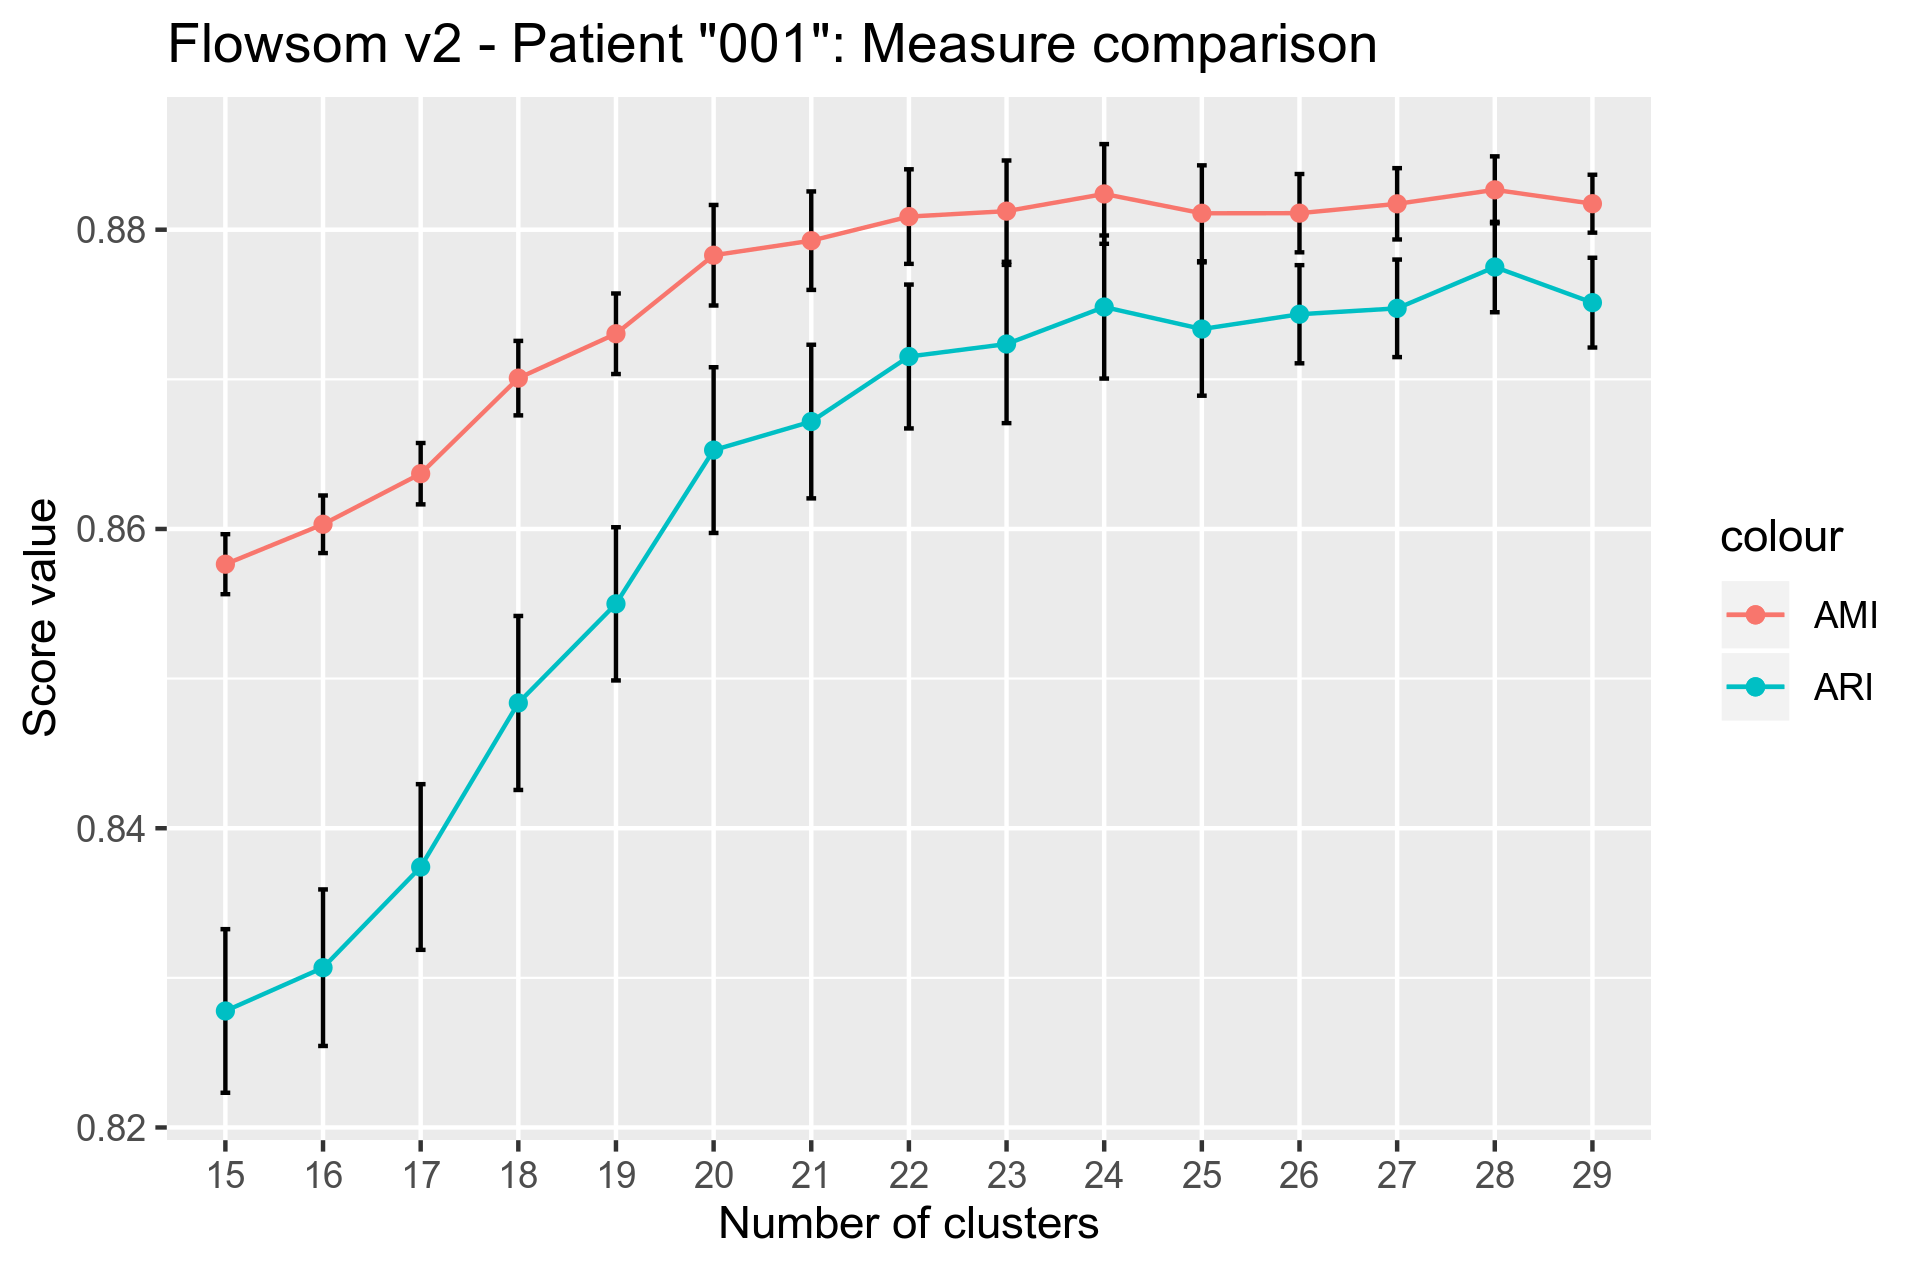 Flowsom v2 - Patient "001": Measure comparison
Score value
0.88
0.86
0.84
0.82
15 16 17 18 19 20 21 22 23 24 25 26 27 28 29
Number of clusters
colour
AMI
ARI